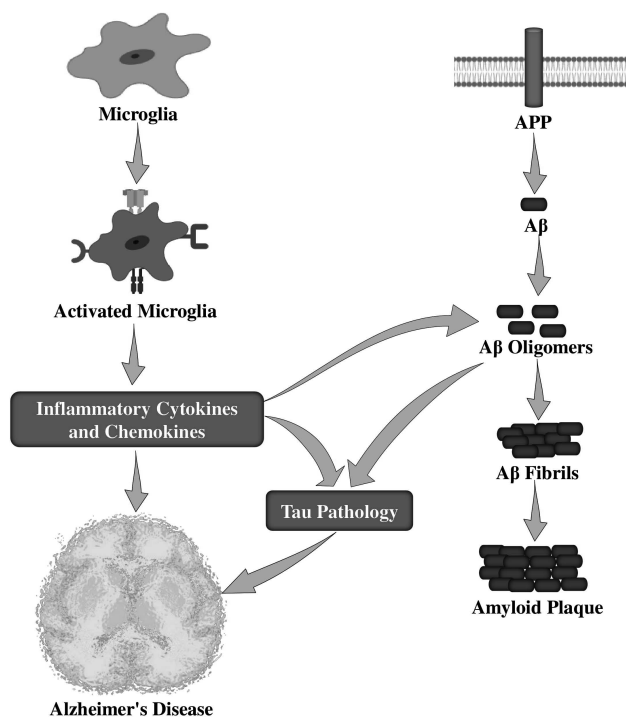 Microglia
APP
Aβ
Activated Microglia
Aβ Oligomers
Inflammatory Cytokines
and Chemokines
Aβ Fibrils
Tau Pathology
Amyloid Plaque
Alzheimer's Disease